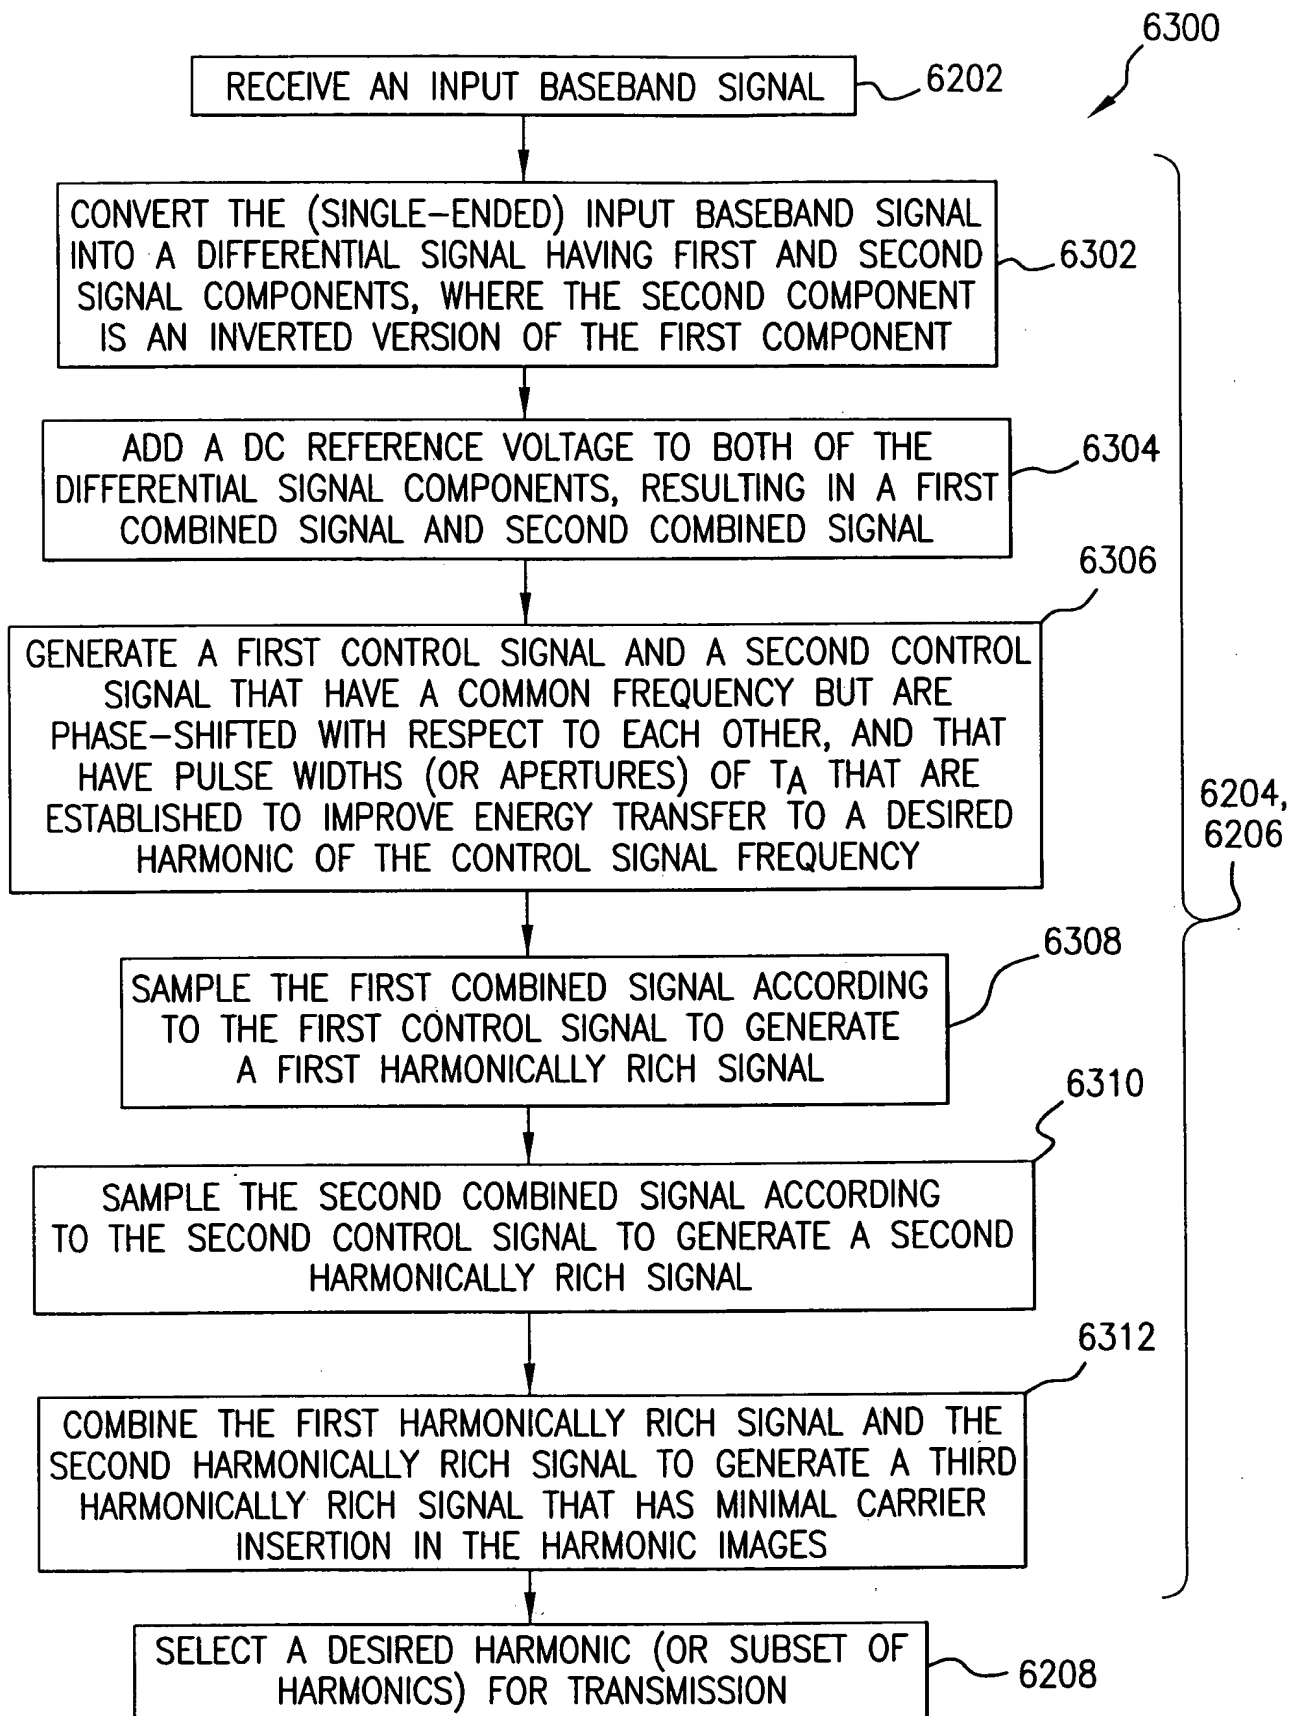 6300
RECEIVE AN INPUT BASEBAND SIGNAL
6202
CONVERT THE (SINGLE-ENDED) INPUT BASEBAND SIGNAL
INTO A DIFFERENTIAL SIGNAL HAVING FIRST AND SECOND
SIGNAL COMPONENTS, WHERE THE SECOND COMPONENT
IS AN INVERTED VERSION OF THE FIRST COMPONENT
6302
ADD A DC REFERENCE VOLTAGE TO BOTH OF THE
DIFFERENTIAL SIGNAL COMPONENTS, RESULTING IN A FIRST
COMBINED SIGNAL AND SECOND COMBINED SIGNAL
6304
GENERATE A FIRST CONTROL SIGNAL AND A SECOND CONTROL
SIGNAL THAT HAVE A COMMON FREQUENCY BUT ARE
PHASE-SHIFTED WITH RESPECT TO EACH OTHER, AND THAT
HAVE PULSE WIDTHS (OR APERTURES) OF TA THAT ARE
ESTABLISHED TO IMPROVE ENERGY TRANSFER TO A DESIRED
HARMONIC OF THE CONTROL SIGNAL FREQUENCY
6306
6204,
6206
SAMPLE THE FIRST COMBINED SIGNAL ACCORDING
TO THE FIRST CONTROL SIGNAL TO GENERATE
A FIRST HARMONICALLY RICH SIGNAL
6308
SAMPLE THE SECOND COMBINED SIGNAL ACCORDING
TO THE SECOND CONTROL SIGNAL TO GENERATE A SECOND
HARMONICALLY RICH SIGNAL
6310
COMBINE THE FIRST HARMONICALLY RICH SIGNAL AND THE
SECOND HARMONICALLY RICH SIGNAL TO GENERATE A THIRD
HARMONICALLY RICH SIGNAL THAT HAS MINIMAL CARRIER
INSERTION IN THE HARMONIC IMAGES
6312
SELECT A DESIRED HARMONIC (OR SUBSET OF
HARMONICS) FOR TRANSMISSION
6208